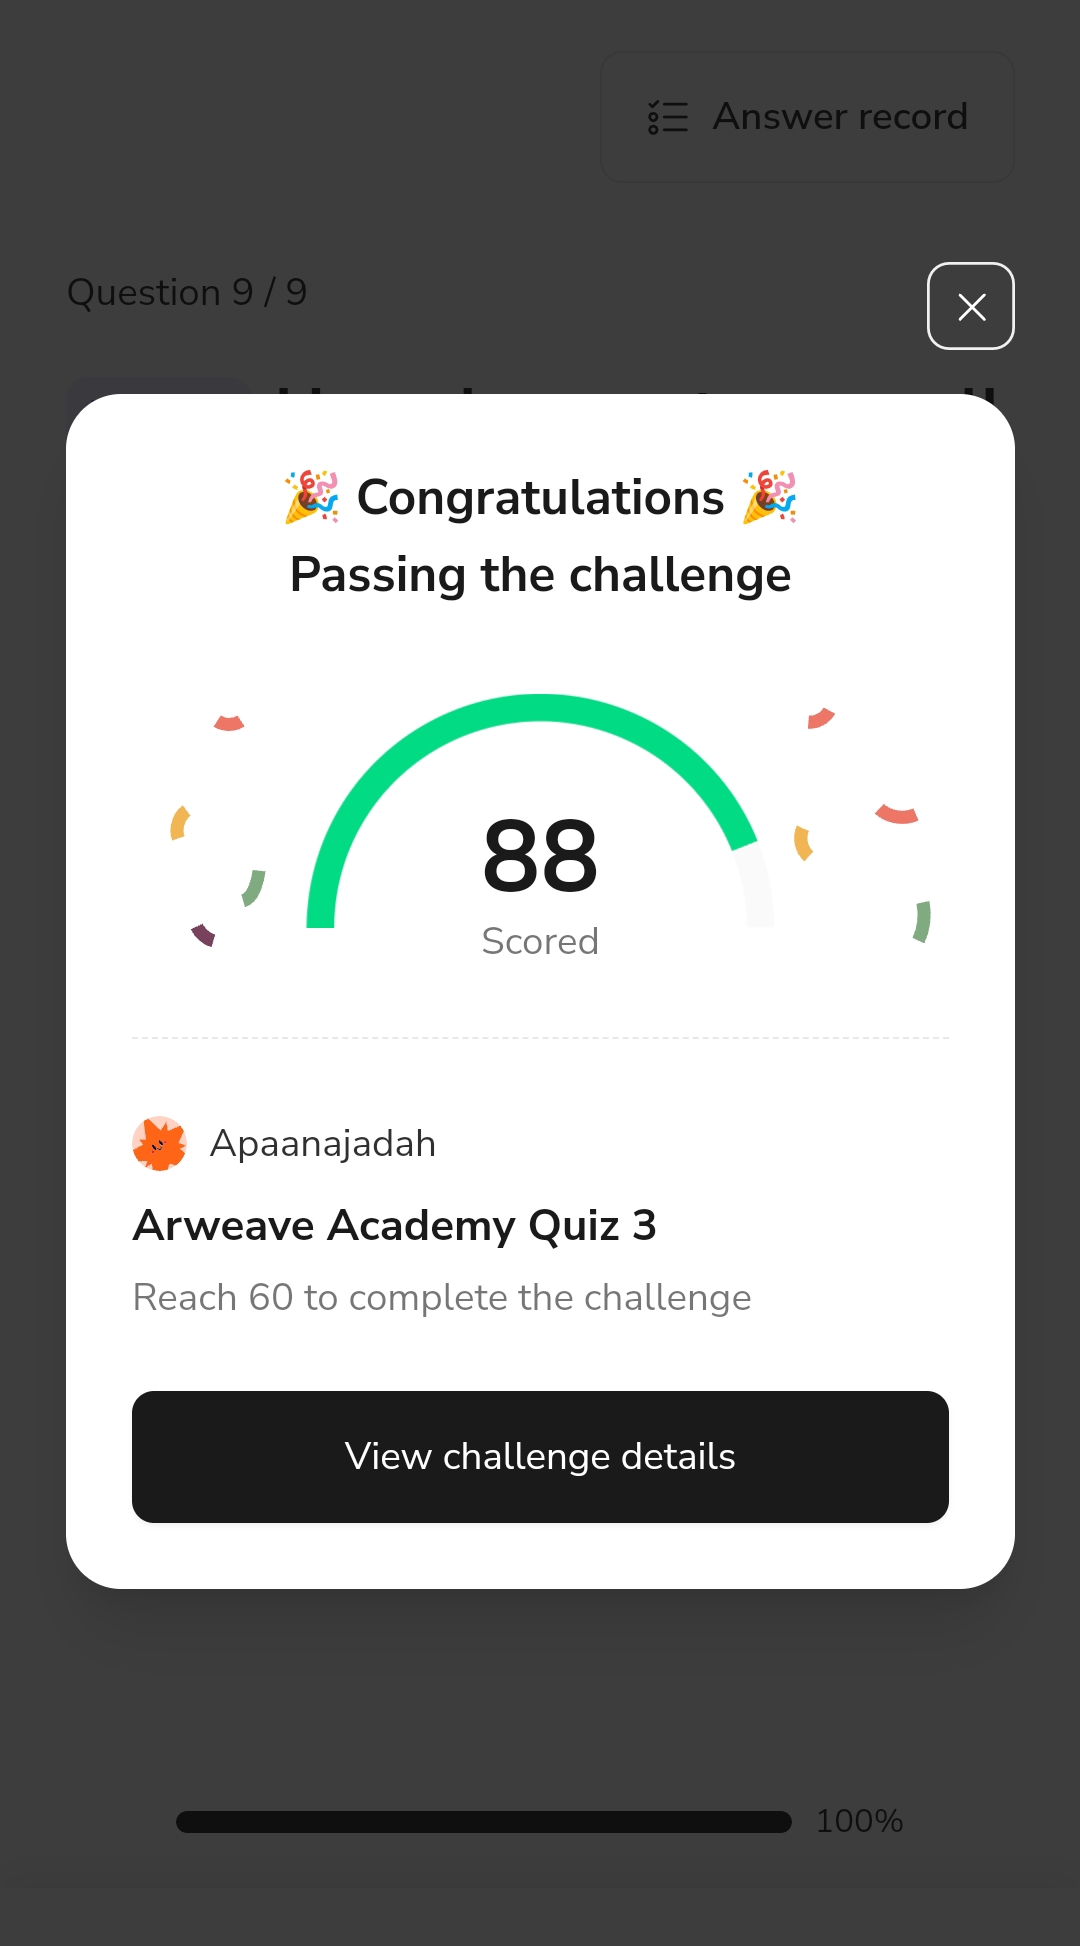 Answer record
Question 9 / 9
🎉 Congratulations 🎉
Passing the challenge
88
Scored
Apaanajadah
Arweave Academy Quiz 3
Reach 60 to complete the challenge
View challenge details
100%